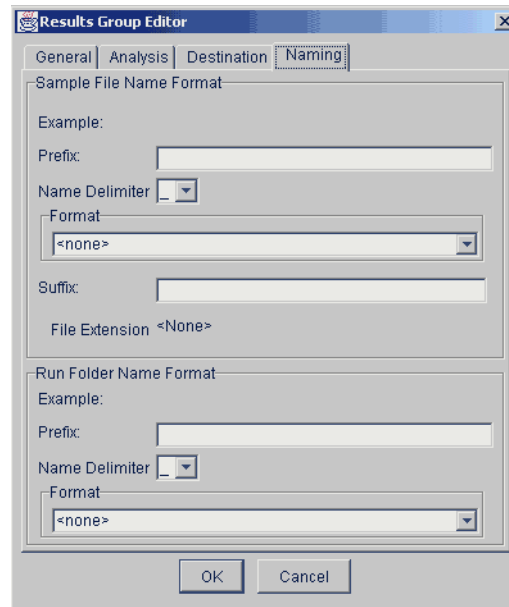 Results Group Editor
General Analysis Destination Naming
Sample File Name Format
Example:
Prefix:
Name Delimiter _
Format
<none>
Suffix:
File Extension <None>
Run Folder Name Format
Example:
Prefix:
Name Delimiter _
Format
<none>
OK Cancel